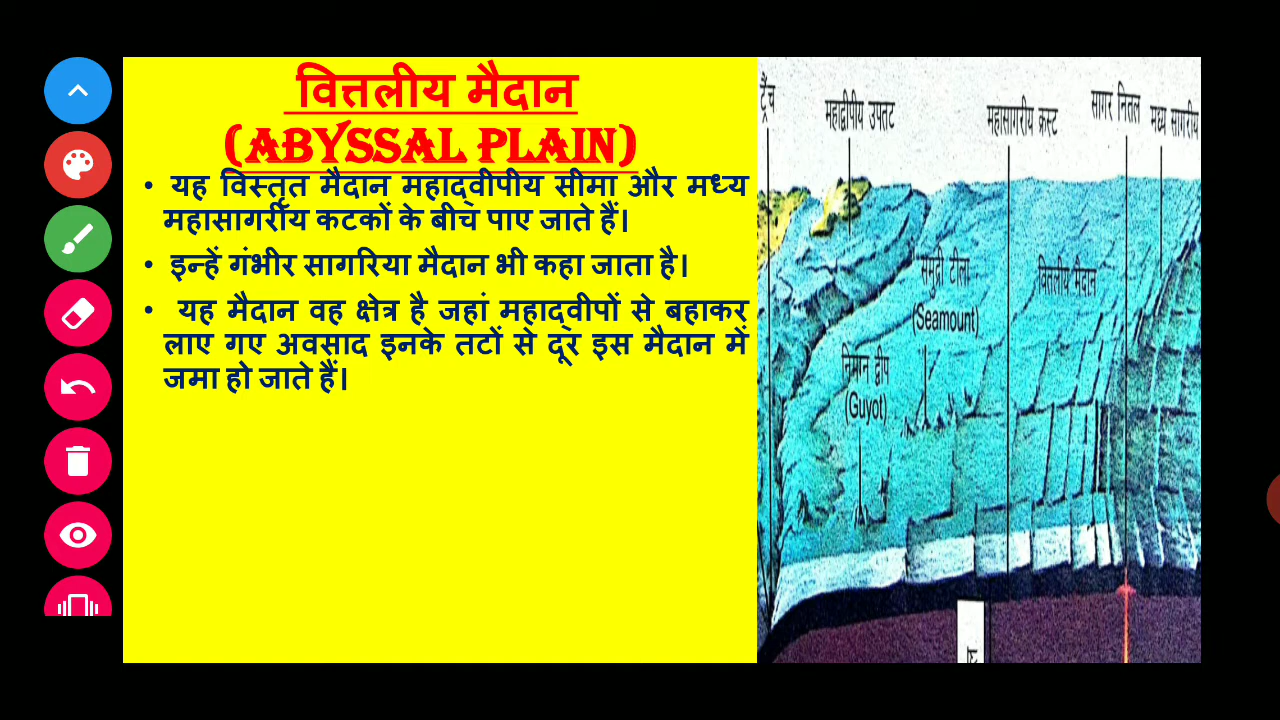 वित्तलीय मैदान
(ABYSSAL PLAIN)
• यह विस्तृत मैदान महाद्वीपीय सीमा और मध्य
महासागरीय कटकों के बीच पाए जाते हैं।
• इन्हें गंभीर सागरिया मैदान भी कहा जाता है।
• यह मैदान वह क्षेत्र है जहां महाद्वीपों से बहाकर
लाए गए अवसाद इनके तटों से दूर इस मैदान में
जमा हो जाते हैं।
ट्रैंच
महाद्वीपीय उपतट
महासागरीय क्रस्ट
सागर नितल
मध्य सागरीय
समुद्री टीला
(Seamount)
वितलीय मैदान
निमग्न द्वीप
(Guyot)